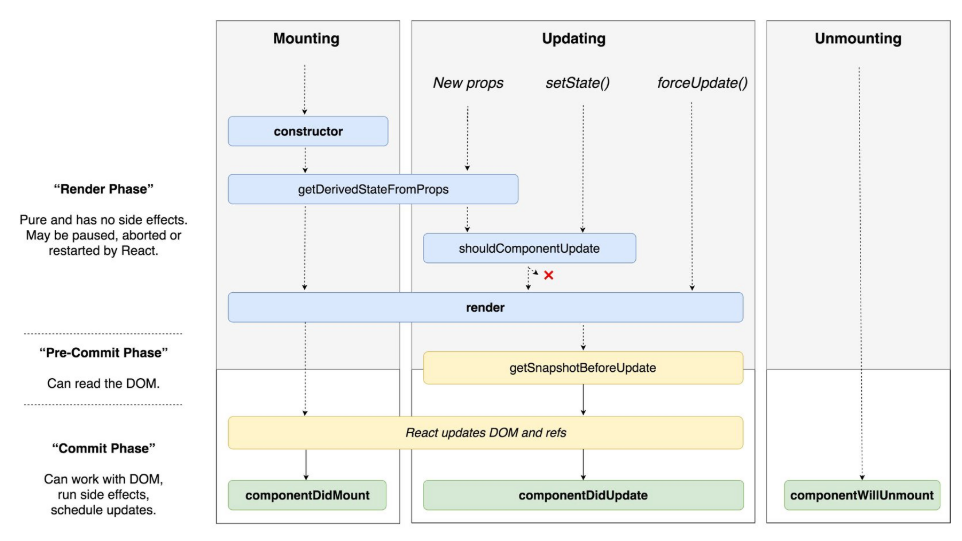 Mounting
Updating
Unmounting
New props
setState()
forceUpdate()
constructor
“Render Phase”
getDerivedStateFromProps
Pure and has no side effects.
May be paused, aborted or
restarted by React.
shouldComponentUpdate
render
“Pre-Commit Phase”
Can read the DOM.
getSnapshotBeforeUpdate
React updates DOM and refs
“Commit Phase”
Can work with DOM,
run side effects,
schedule updates.
componentDidMount
componentDidUpdate
componentWillUnmount